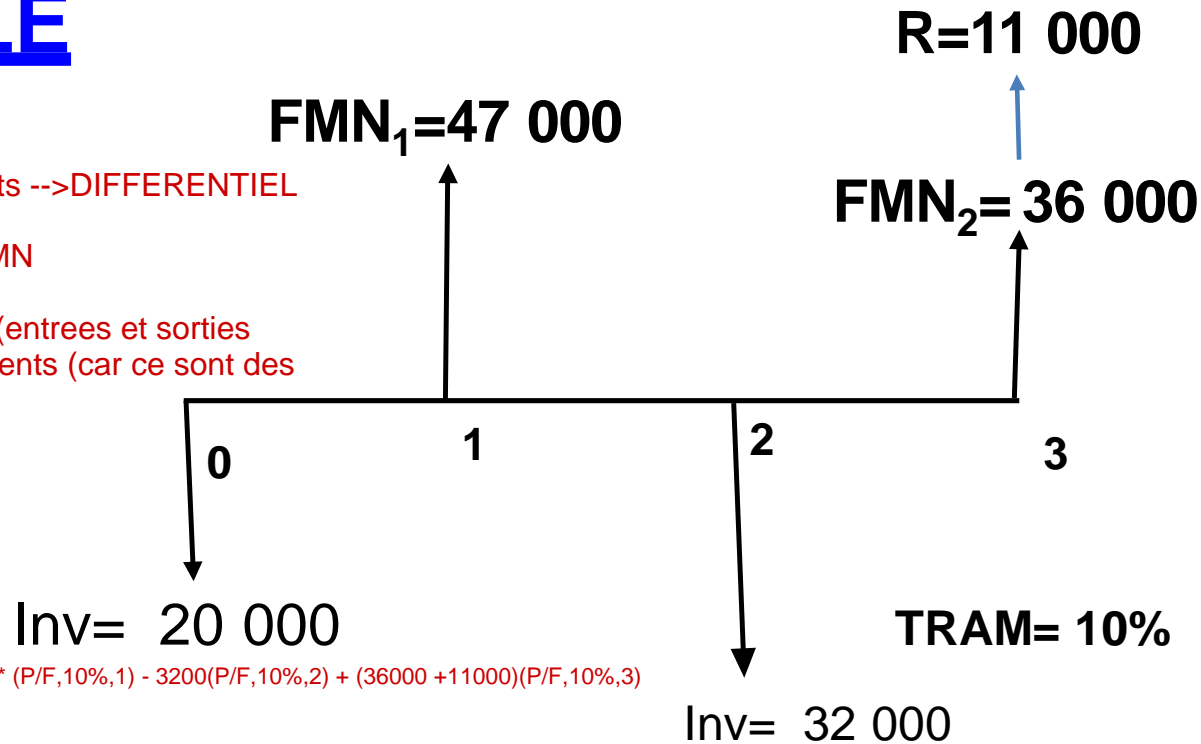 LE
R=11 000
FMN₁=47 000
ts -->DIFFERENTIEL
FMN₂= 36 000
MN
(entrees et sorties
ents (car ce sont des
0
1
2
3
Inv= 20 000
TRAM= 10%
* (P/F,10%,1) - 3200(P/F,10%,2) + (36000 +11000)(P/F,10%,3)
Inv= 32 000